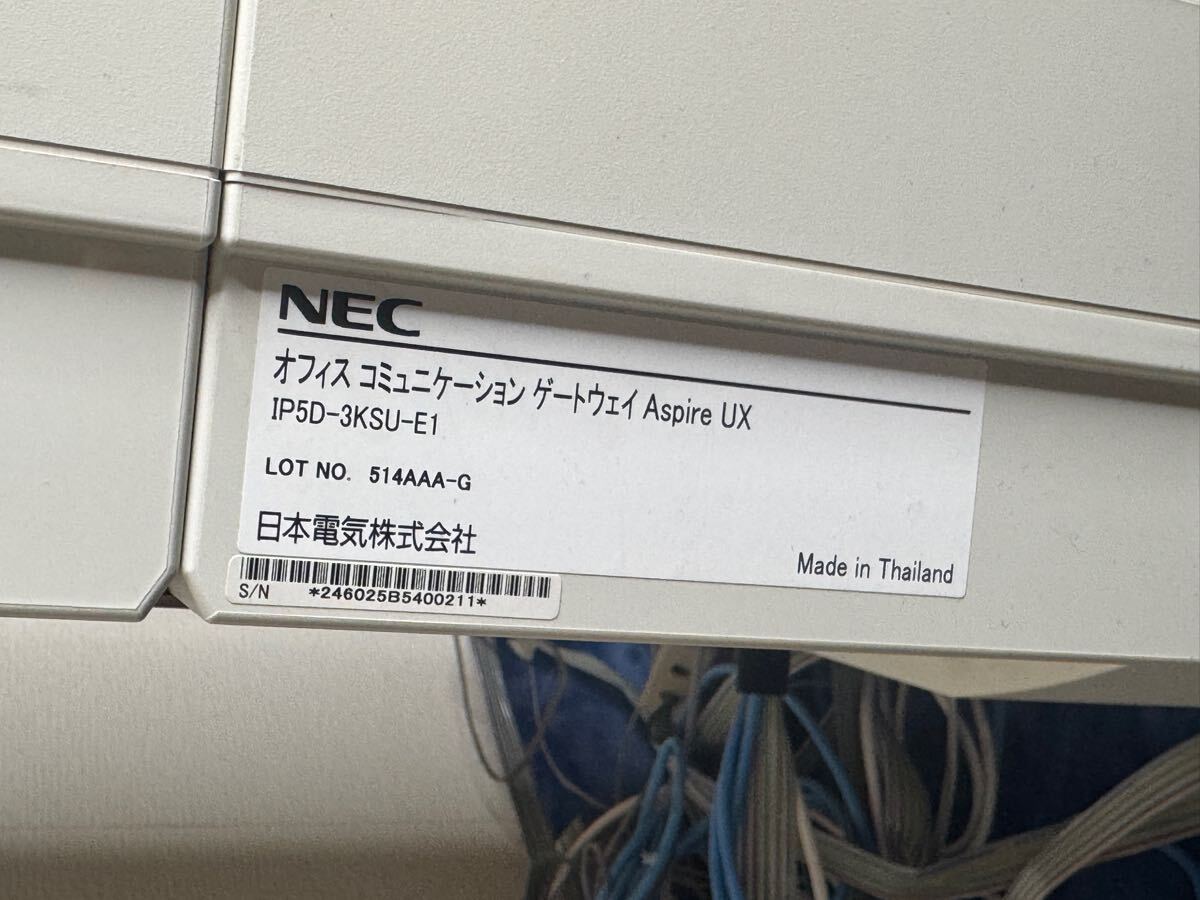 NEC
オフィス コミュニケーション ゲートウェイ Aspire UX
IP5D-3KSU-E1
LOT NO. 514AAA-G
日本電気株式会社
Made in Thailand
S/N *246025B5400211*